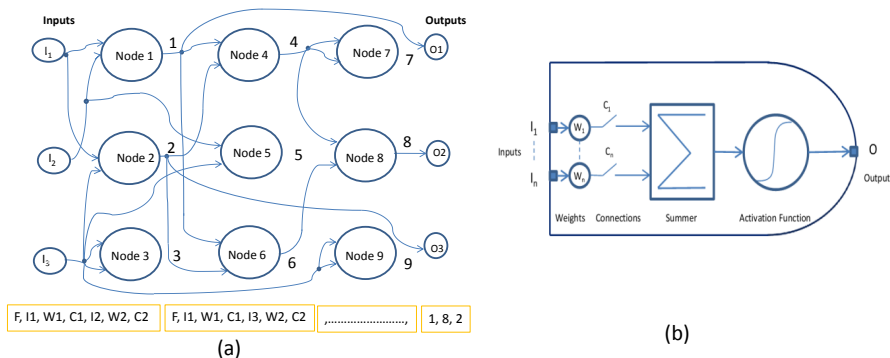 Inputs
Outputs
I1
Node 1
1
Node 4
4
Node 7
7
O1
I2
Node 2
2
Node 5
5
Node 8
8
O2
I3
Node 3
3
Node 6
6
Node 9
9
O3
F, I1, W1, C1, I2, W2, C2
F, I1, W1, C1, I3, W2, C2
,........................,
1, 8, 2
(a)
I1
W1
C1
Inputs
In
Wn
Cn
O
Output
Weights
Connections
Summer
Activation Function
(b)